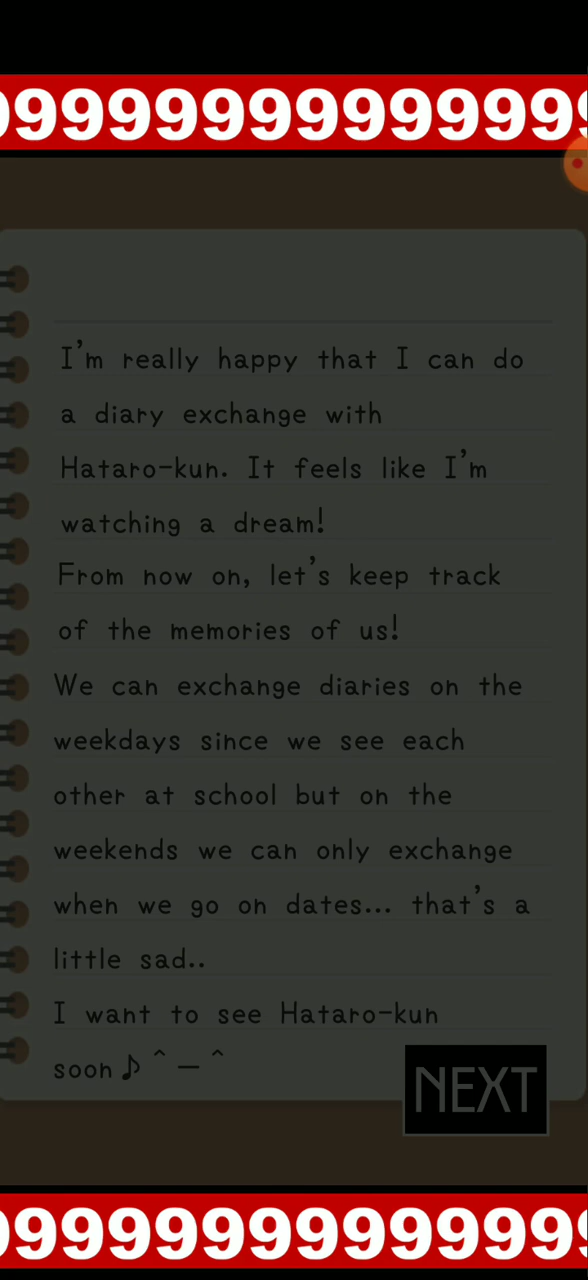 99999999999999
I'm really happy that I can do
a diary exchange with
Hataro-kun. It feels like I'm
watching a dream!
From now on, let's keep track
of the memories of us!
We can exchange diaries on the
weekdays since we see each
other at school but on the
weekends we can only exchange
when we go on dates... that's a
little sad..
I want to see Hataro-kun
soon♪ ^ — ^
NEXT
99999999999999